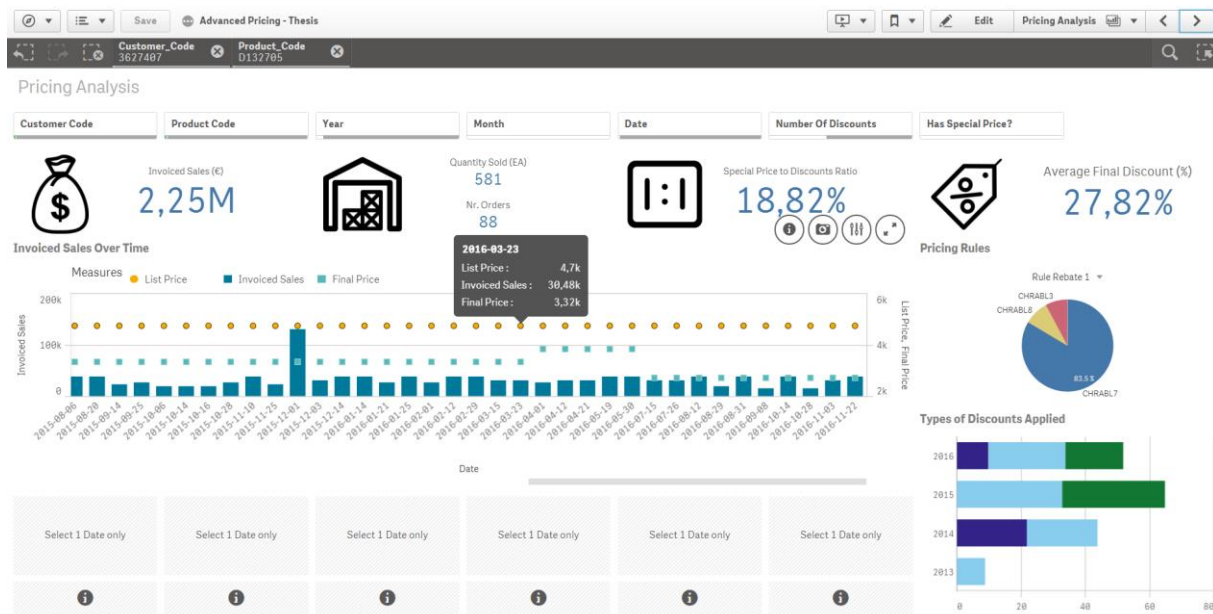 Save
Advanced Pricing - Thesis
Edit
Pricing Analysis
Customer_Code
3627407
Product_Code
D132705
Pricing Analysis
Customer Code
Product Code
Year
Month
Date
Number Of Discounts
Has Special Price?
Invoiced Sales (€)
2,25M
Quantity Sold (EA)
581
Nr. Orders
88
Special Price to Discounts Ratio
18,82%
Average Final Discount (%)
27,82%
Invoiced Sales Over Time
Measures
List Price
Invoiced Sales
Final Price
2016-03-23
List Price : 4,7k
Invoiced Sales : 30,48k
Final Price : 3,32k
Invoiced Sales
200k
100k
0
6k
4k
2k
List Price, Final Price
2015-08-06
2015-08-20
2015-09-14
2015-09-25
2015-10-06
2015-10-14
2015-10-16
2015-10-28
2015-11-10
2015-11-25
2015-12-01
2015-12-03
2015-12-14
2016-01-14
2016-01-21
2016-01-25
2016-02-01
2016-02-12
2016-02-29
2016-03-15
2016-03-23
2016-04-01
2016-04-12
2016-04-21
2016-05-19
2016-05-30
2016-07-15
2016-07-26
2016-08-12
2016-08-29
2016-08-31
2016-09-08
2016-10-14
2016-10-28
2016-11-03
2016-11-22
Date
Pricing Rules
Rule Rebate 1
CHRABL3
CHRABL8
83.5%
CHRABL7
Types of Discounts Applied
2016
2015
2014
2013
0
20
40
60
80
Select 1 Date only
Select 1 Date only
Select 1 Date only
Select 1 Date only
Select 1 Date only
Select 1 Date only